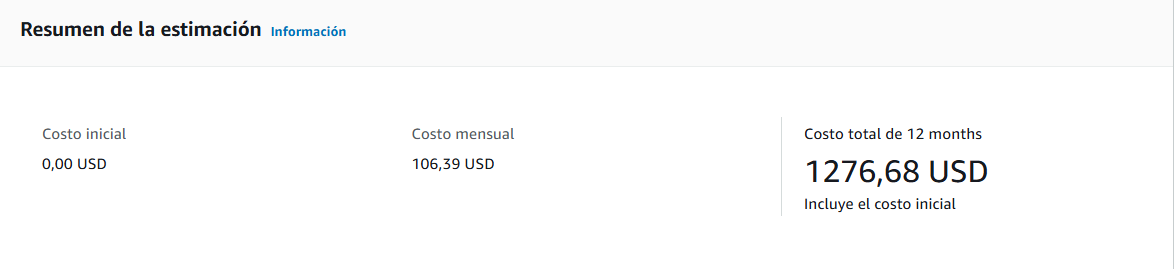 Resumen de la estimación Información
Costo inicial
0,00 USD
Costo mensual
106,39 USD
Costo total de 12 months
1276,68 USD
Incluye el costo inicial